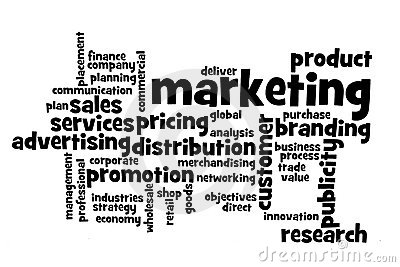 placement
finance
company
planning
communication
commercial
deliver
product
marketing
plan
sales
services
pricing
global
purchase
branding
advertising
distribution
analysis
customer
business
process
trade
value
publicity
management
professional
corporate
promotion
merchandising
networking
industries
strategy
economy
wholesale
shop
retail
goods
objectives
direct
innovation
research
dreamstime.com